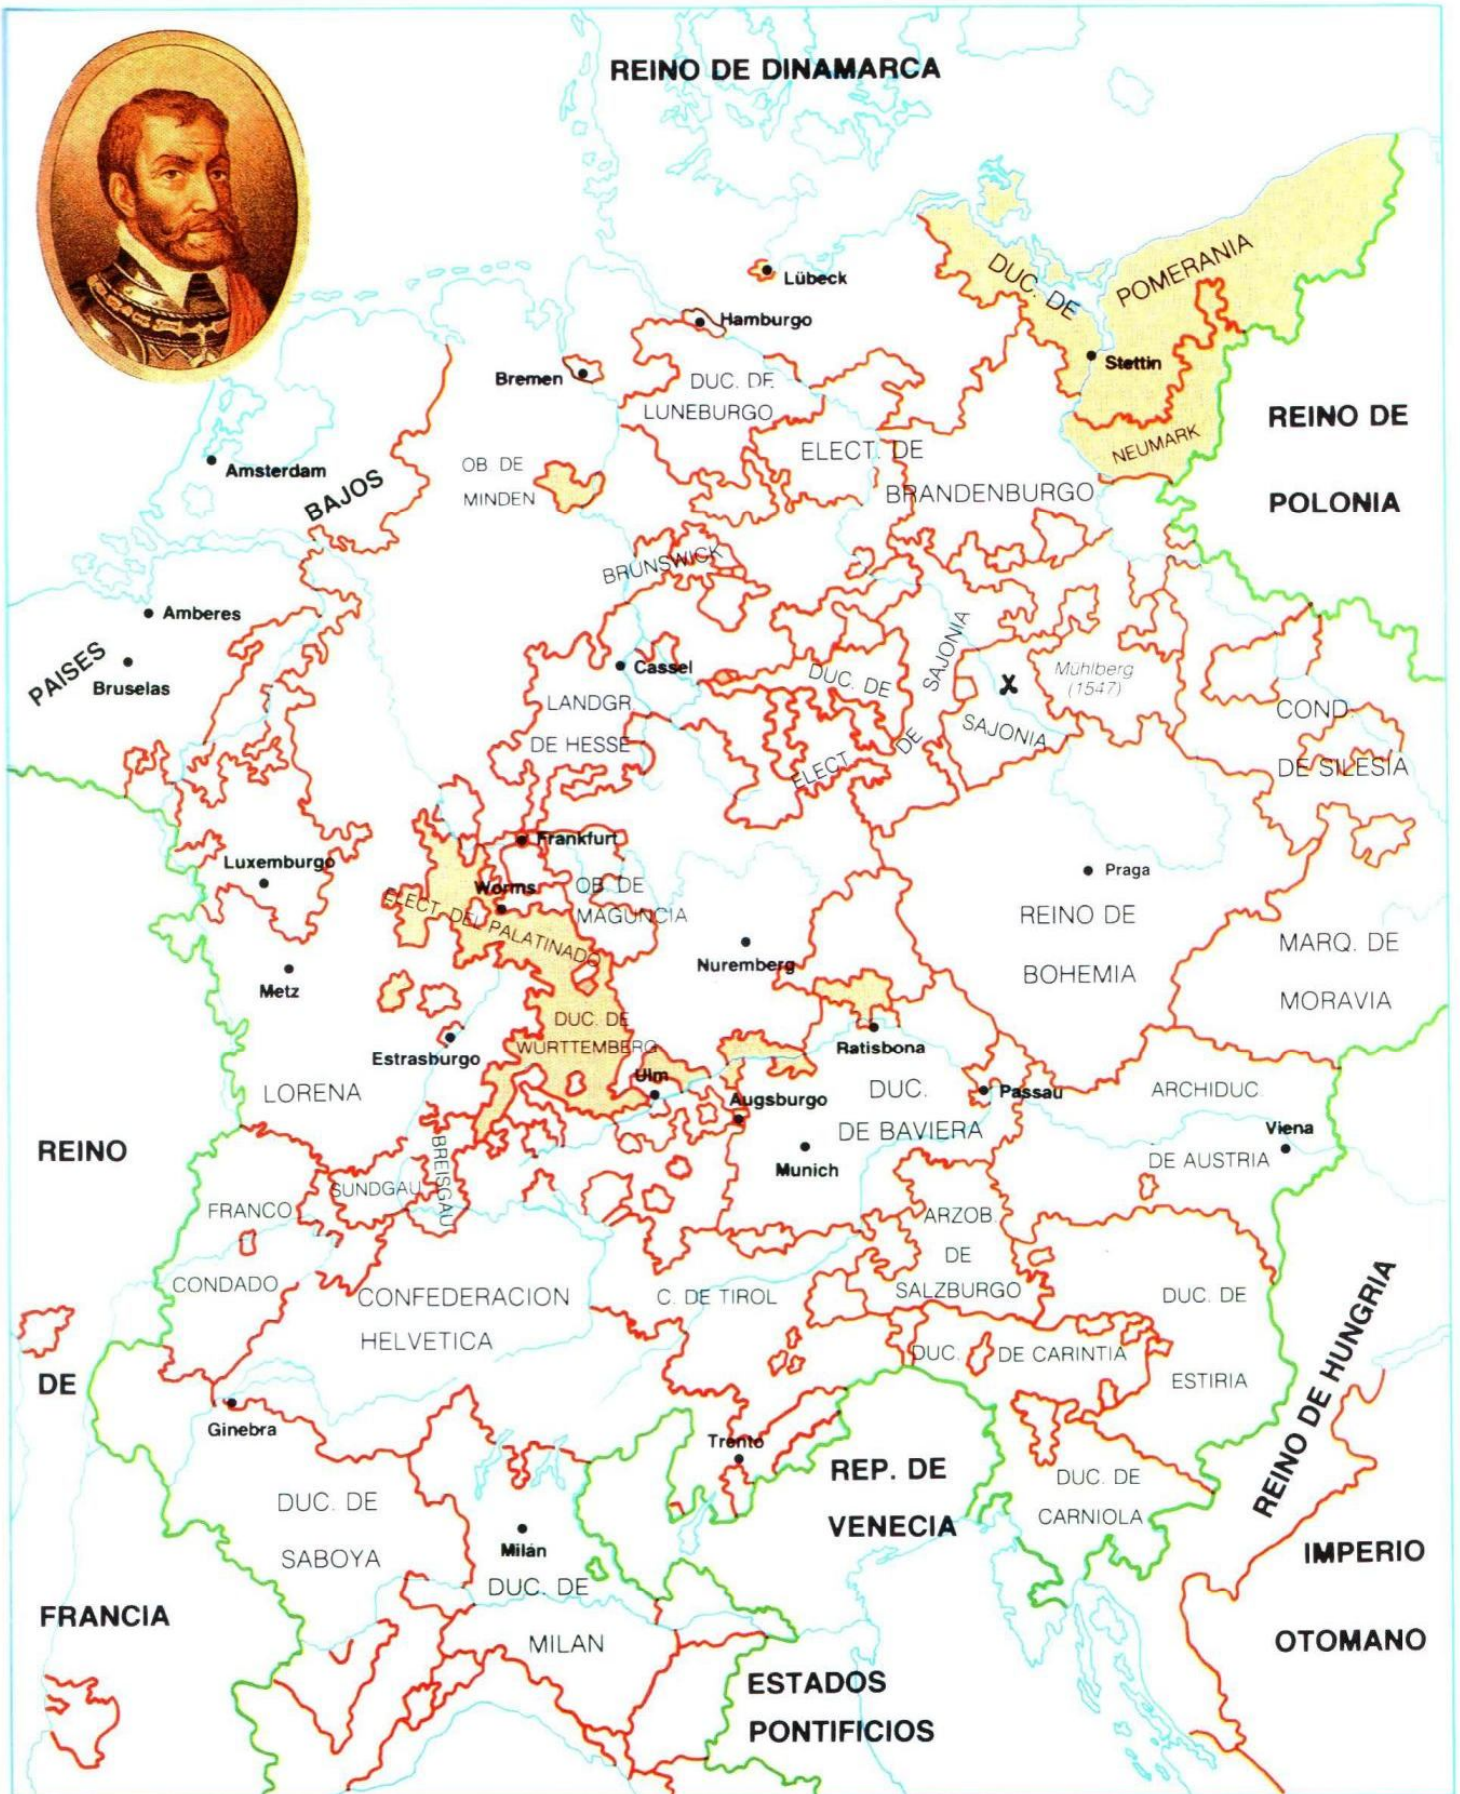 REINO DE DINAMARCA
Lübeck
Hamburgo
Bremen
DUC. DE
LUNEBURGO
DUC. DE
POMERANIA
Stettin
NEUMARK
REINO DE
POLONIA
Amsterdam
PAISES
BAJOS
OB. DE
MINDEN
ELECT. DE
BRANDENBURGO
BRUNSWICK
Amberes
Bruselas
Cassel
LANDGR.
DE HESSE
DUC. DE
SAJONIA
ELECT.
DE
SAJONIA
Mühlberg
(1547)
COND.
DE SILESIA
Luxemburgo
Frankfurt
Worms
OB. DE
MAGUNCIA
ELECT. DEL PALATINADO
Praga
REINO DE
BOHEMIA
MARQ. DE
MORAVIA
Nuremberg
Metz
Estrasburgo
DUC. DE
WURTTEMBERG
Ulm
Ratisbona
LORENA
Augsburgo
DUC.
DE BAVIERA
Munich
Passau
ARCHIDUC.
DE AUSTRIA
Viena
REINO
DE
FRANCIA
BREISGAU
SUNDGAU
FRANCO
CONDADO
CONFEDERACION
HELVETICA
C. DE TIROL
ARZOB.
DE
SALZBURGO
DUC. DE
ESTIRIA
DUC. DE CARINTIA
REINO DE HUNGRIA
Ginebra
Trento
REP. DE
VENECIA
DUC. DE
CARNIOLA
DUC. DE
SABOYA
Milán
DUC. DE
MILAN
IMPERIO
OTOMANO
ESTADOS
PONTIFICIOS